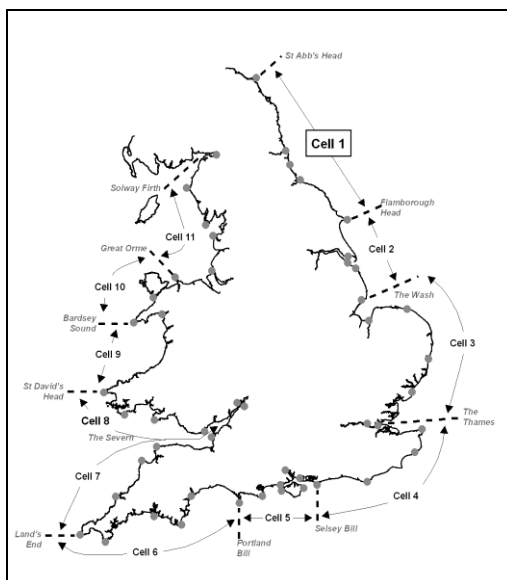 St Abb's Head
Cell 1
Solway Firth
Flamborough
Head
Cell 11
Great Orme
Cell 2
Cell 10
The Wash
Bardsey
Sound
Cell 3
Cell 9
St David's
Head
Cell 8
The
Thames
The Severn
Cell 7
Cell 4
Cell 5
Selsey Bill
Land's
End
Portland
Bill
Cell 6